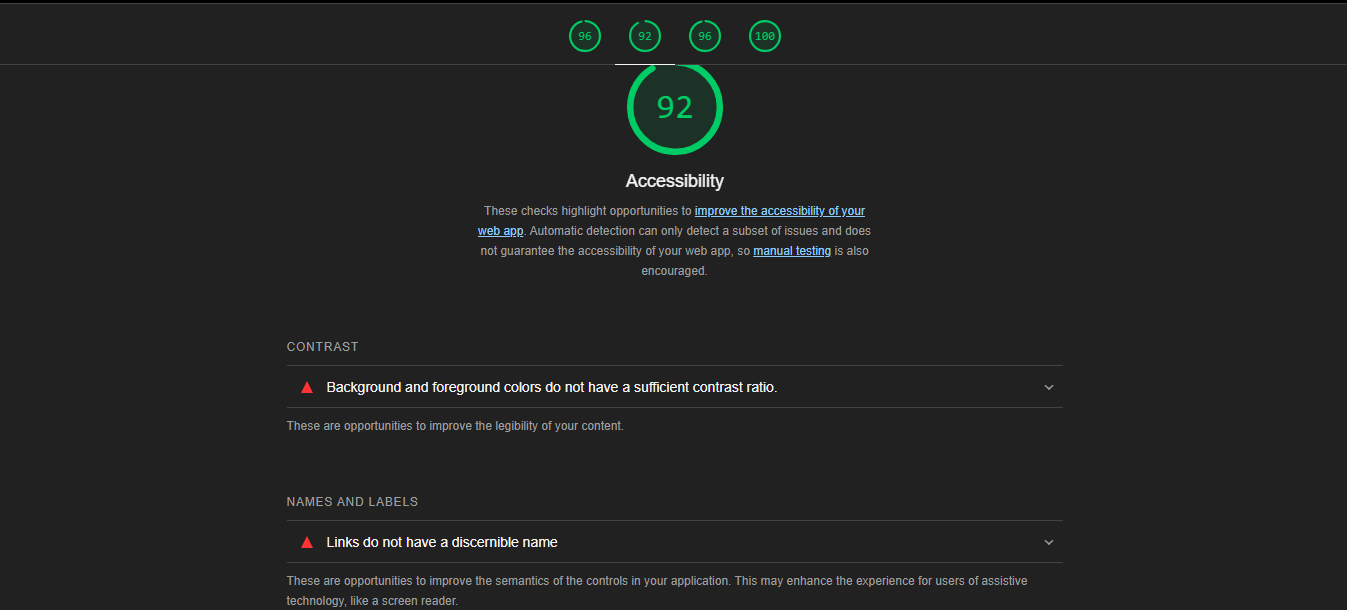 96 92 96 100
92
Accessibility
These checks highlight opportunities to improve the accessibility of your
web app. Automatic detection can only detect a subset of issues and does
not guarantee the accessibility of your web app, so manual testing is also
encouraged.
CONTRAST
Background and foreground colors do not have a sufficient contrast ratio.
These are opportunities to improve the legibility of your content.
NAMES AND LABELS
Links do not have a discernible name
These are opportunities to improve the semantics of the controls in your application. This may enhance the experience for users of assistive
technology, like a screen reader.